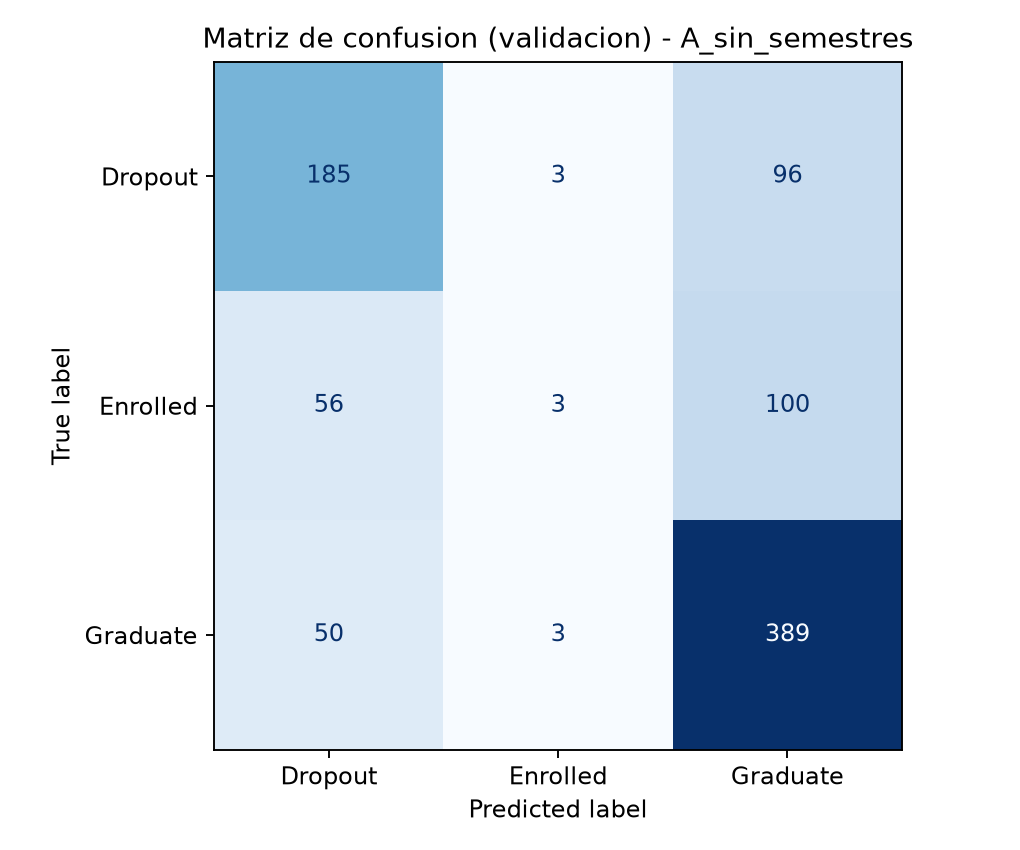 Matriz de confusion (validacion) - A_sin_semestres
Dropout 185 3 96
Enrolled 56 3 100
Graduate 50 3 389
True label
Dropout Enrolled Graduate
Predicted label